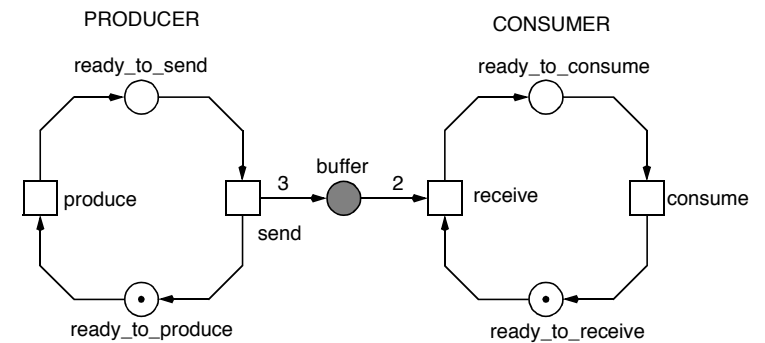 PRODUCER
CONSUMER
ready_to_send
ready_to_consume
buffer
3
2
produce
receive
consume
send
ready_to_produce
ready_to_receive